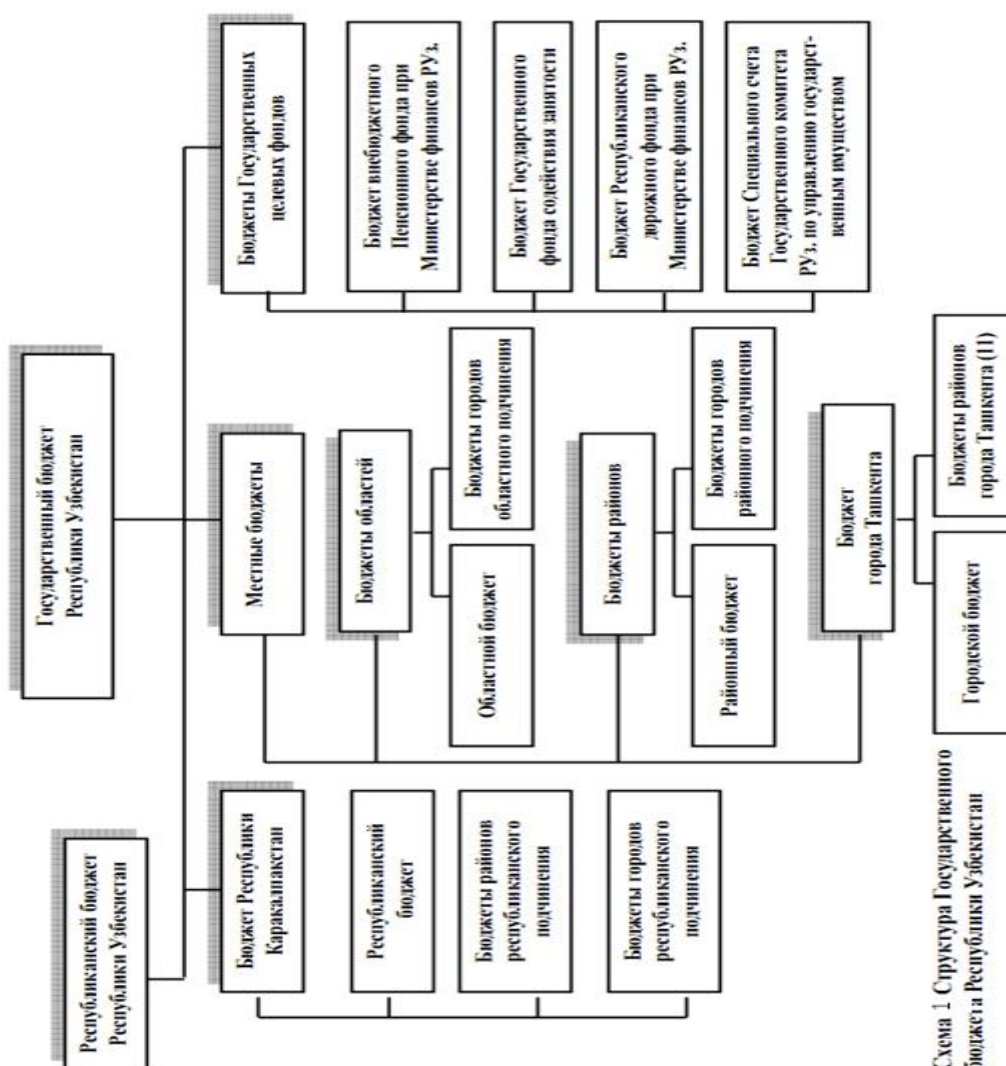 Государственный бюджет
Республики Узбекистан
Республиканский бюджет
Республики Узбекистан
Бюджет Республики
Каракалпакстан
Республиканский
бюджет
Бюджеты районов
республиканского
подчинения
Бюджеты городов
республиканского
подчинения
Местные бюджеты
Бюджеты областей
Областной бюджет
Бюджеты городов
областного подчинения
Бюджеты районов
Районный бюджет
Бюджеты городов
районного подчинения
Бюджет
города Ташкента
Городской бюджет
Бюджеты районов
города Ташкента (11)
Бюджеты Государственных
целевых фондов
Бюджет внебюджетного
Пенсионного фонда при
Министерстве финансов РУз.
Бюджет Государственного
фонда содействия занятости
Бюджет Республиканского
дорожного фонда при
Министерстве финансов РУз.
Бюджет Специального счета
Государственного комитета
РУз. по управлению государст-
венным имуществом
Схема 1 Структура Государственного
бюджета Республики Узбекистан